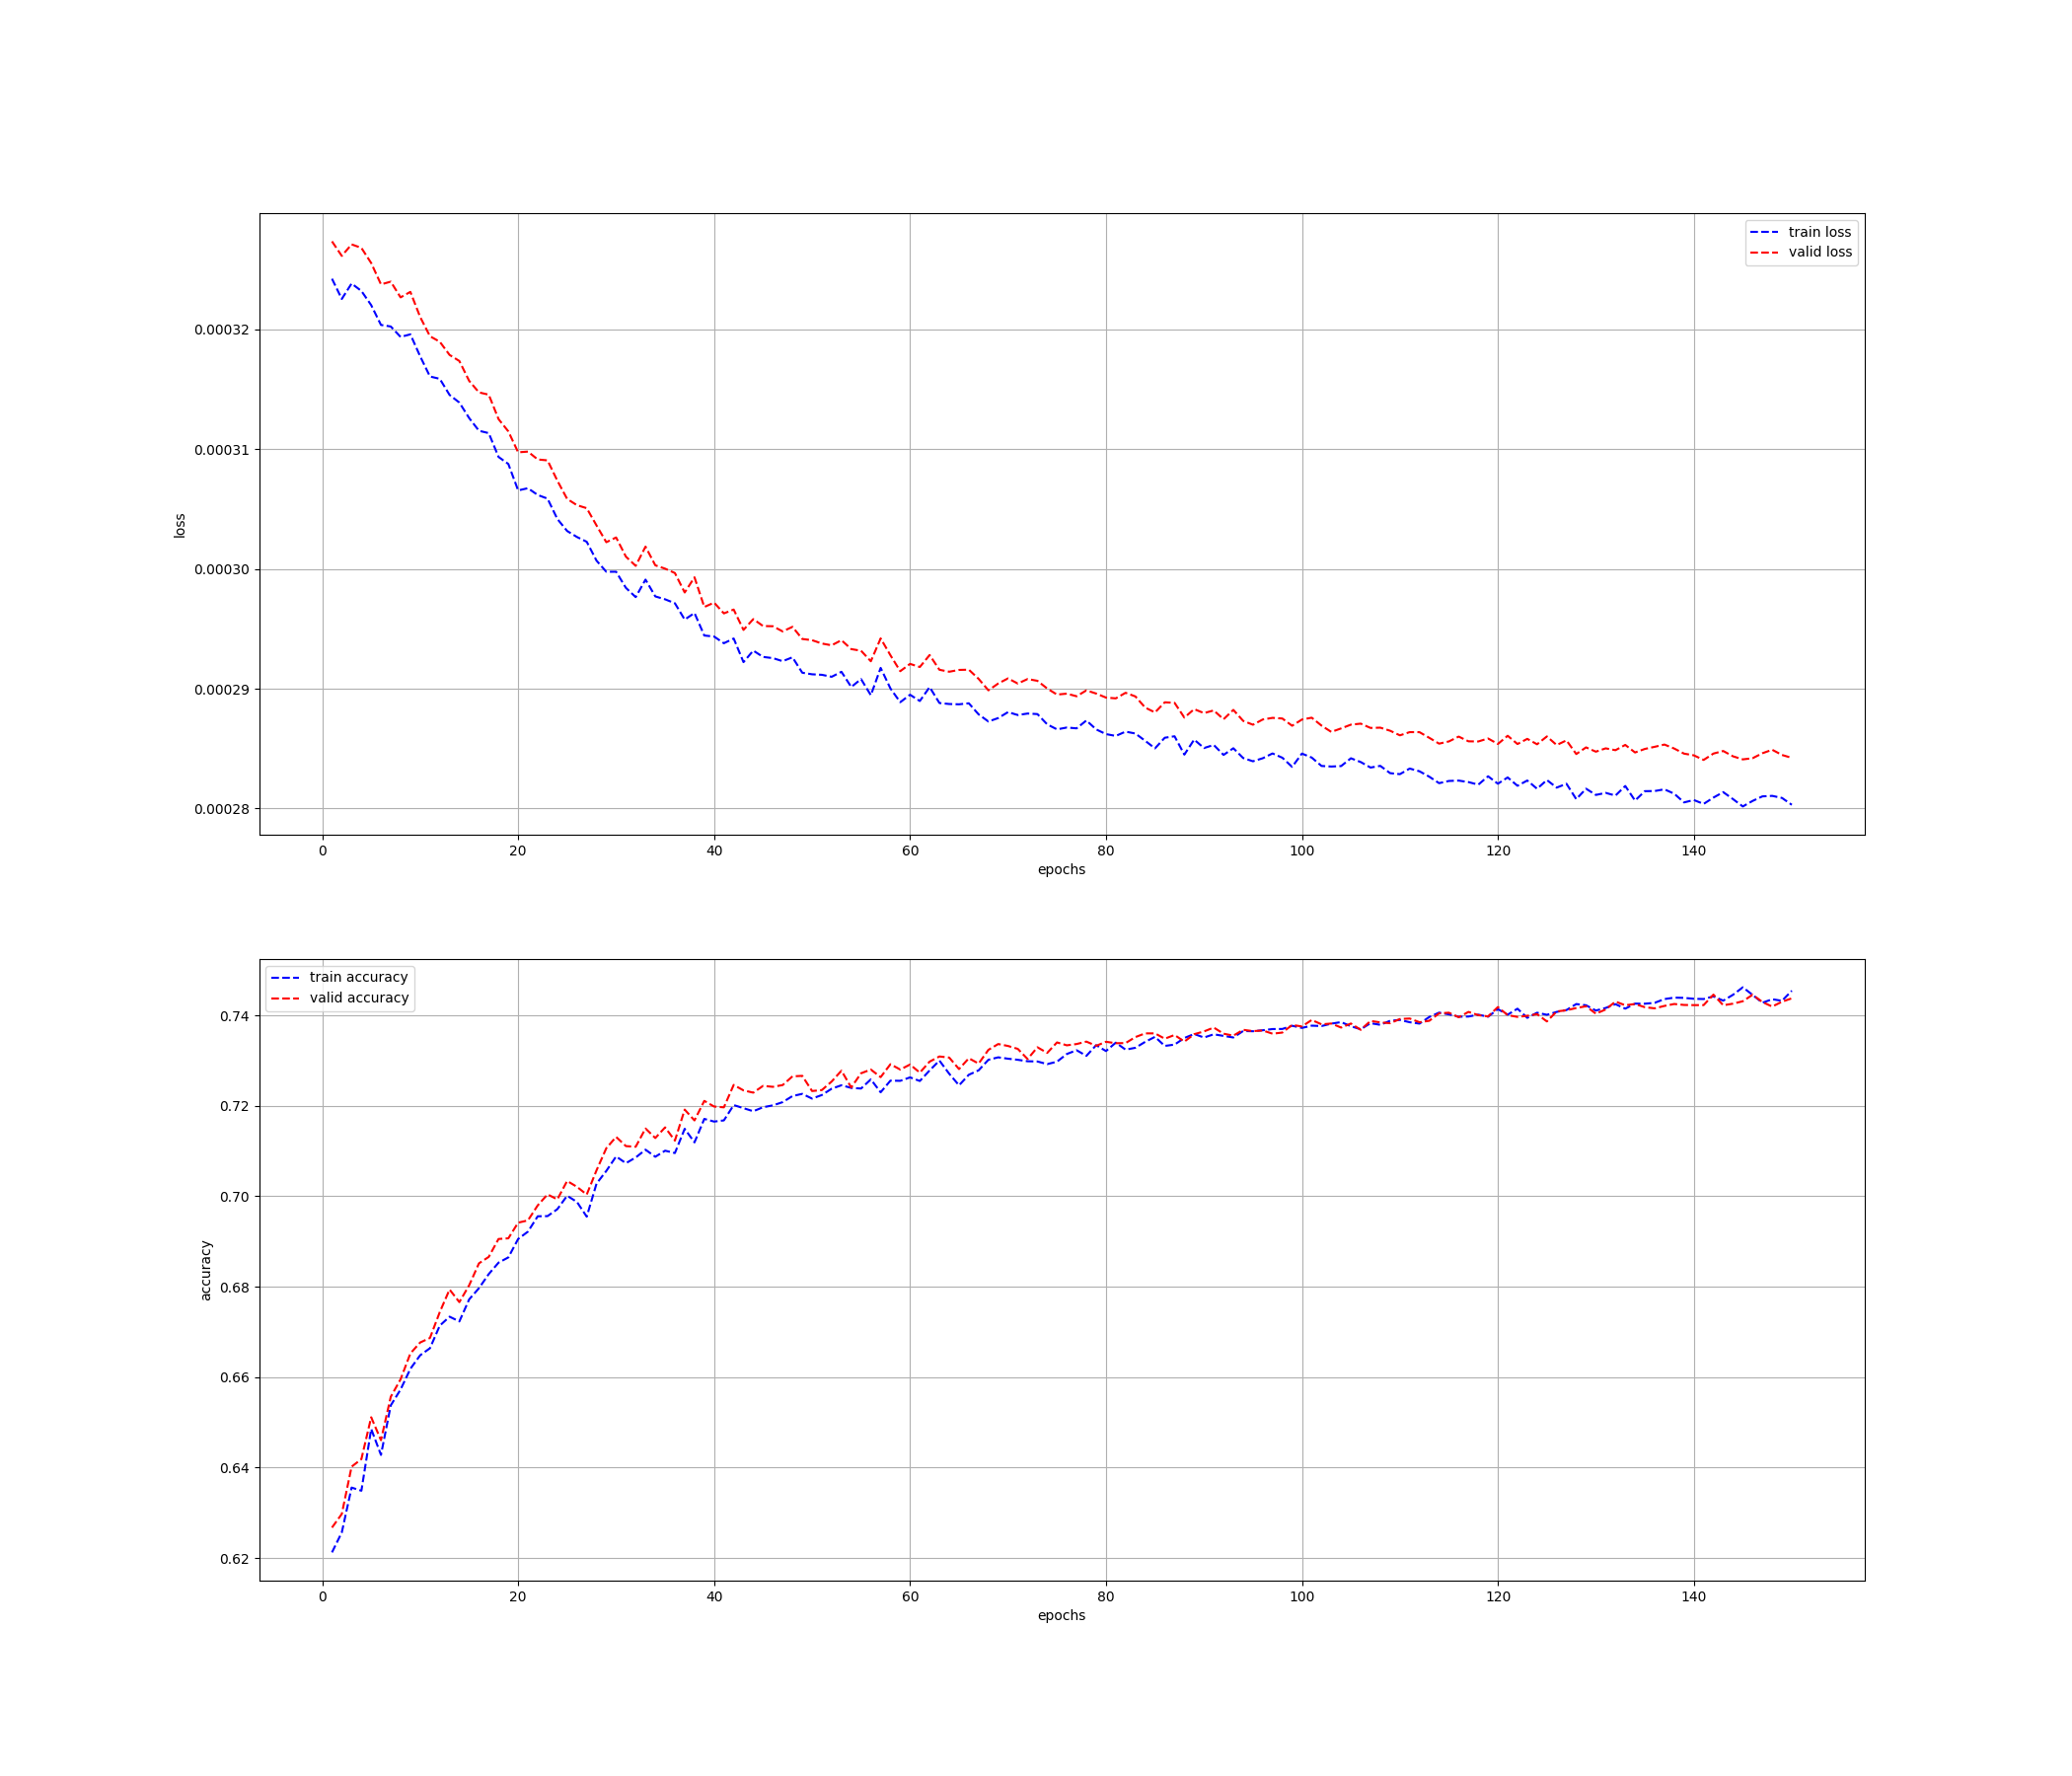 train loss
valid loss
0.00032
0.00031
0.00030
0.00029
0.00028
loss
0 20 40 60 80 100 120 140
epochs
train accuracy
valid accuracy
0.74
0.72
0.70
0.68
0.66
0.64
0.62
accuracy
0 20 40 60 80 100 120 140
epochs